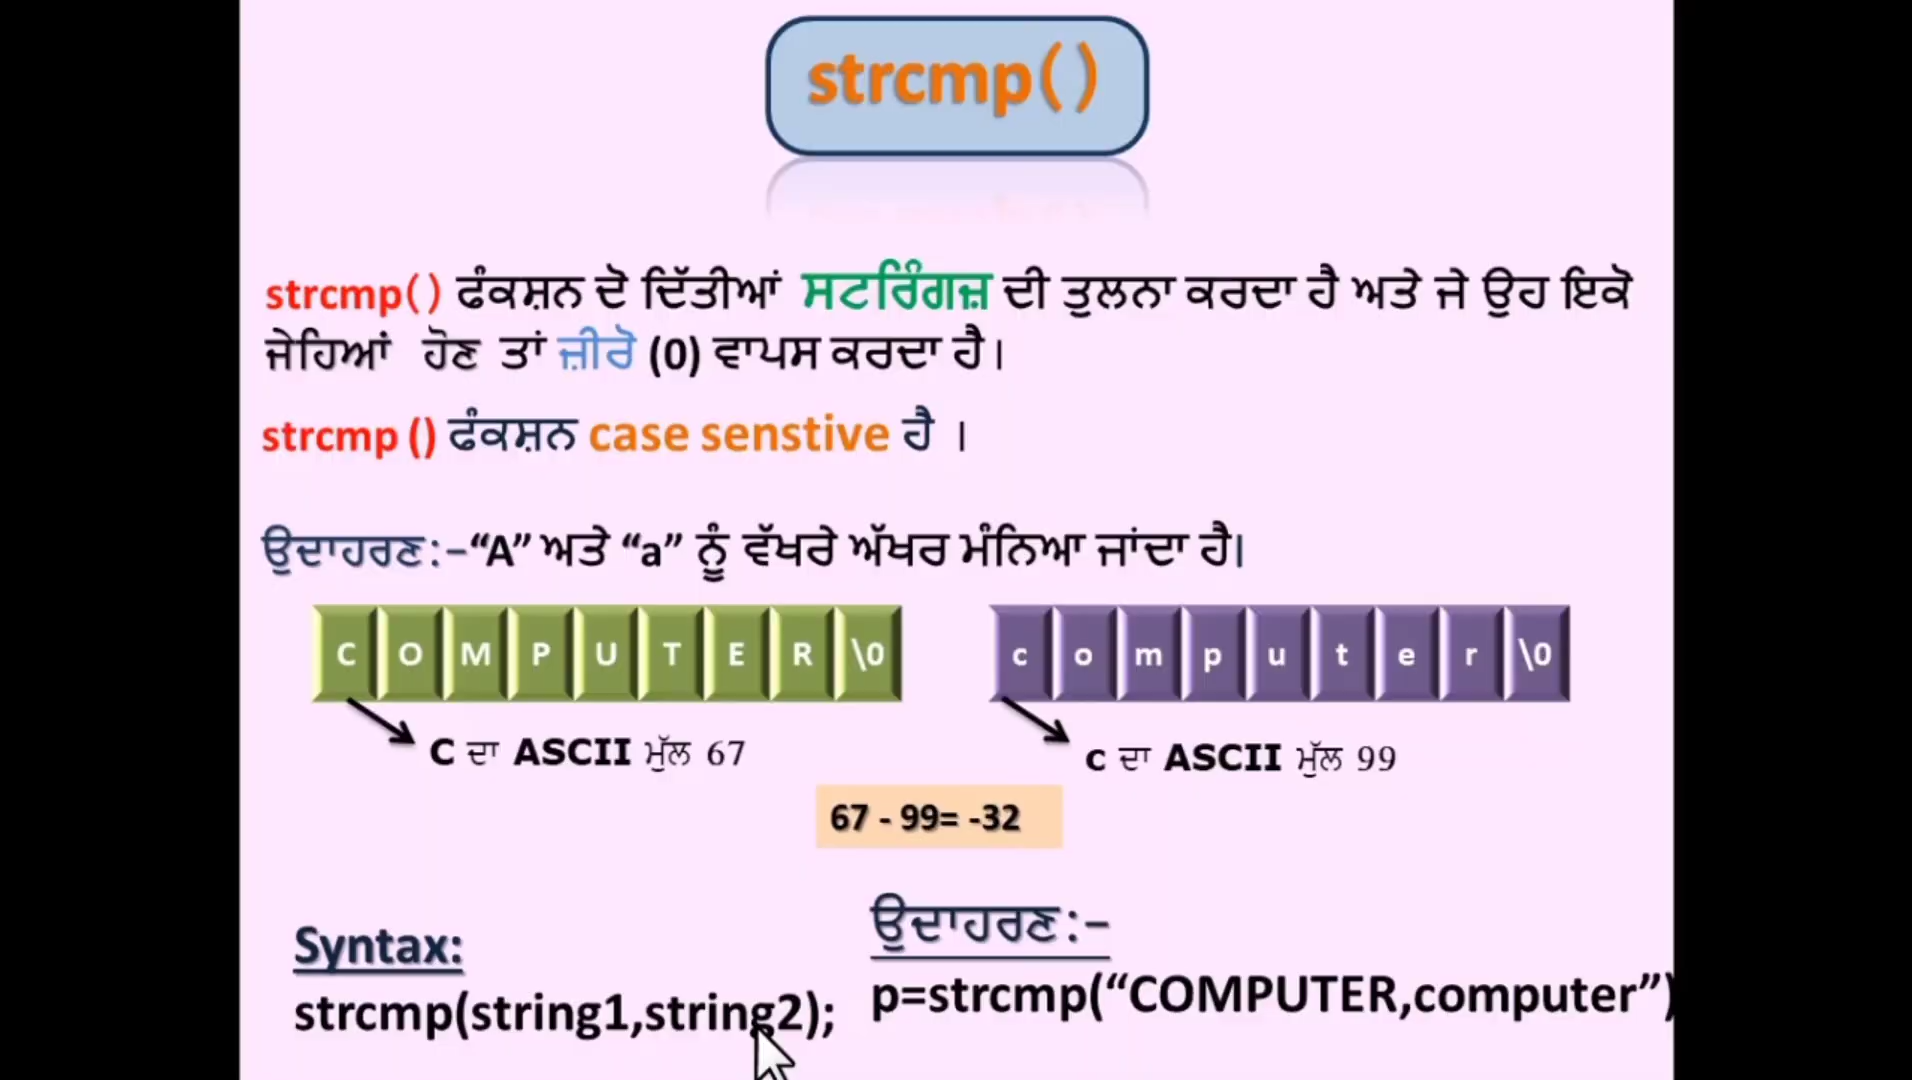 strcmp()
strcmp() ਫੰਕਸ਼ਨ ਦੋ ਦਿੱਤੀਆਂ ਸਟਰਿੰਗਜ਼ ਦੀ ਤੁਲਨਾ ਕਰਦਾ ਹੈ ਅਤੇ ਜੇ ਉਹ ਇਕੋ
ਜੇਹਿਆਂ ਹੋਣ ਤਾਂ ਜ਼ੀਰੋ (0) ਵਾਪਸ ਕਰਦਾ ਹੈ।
strcmp () ਫੰਕਸ਼ਨ case senstive ਹੈ ।
ਉਦਾਹਰਣ:-“A” ਅਤੇ “a” ਨੂੰ ਵੱਖਰੇ ਅੱਖਰ ਮੰਨਿਆ ਜਾਂਦਾ ਹੈ।
C O M P U T E R \0 c o m p u t e r \0
C ਦਾ ASCII ਮੁੱਲ 67 c ਦਾ ASCII ਮੁੱਲ 99
67 - 99= -32
Syntax:
strcmp(string1,string2);
ਉਦਾਹਰਣ:-
p=strcmp(“COMPUTER,computer”)